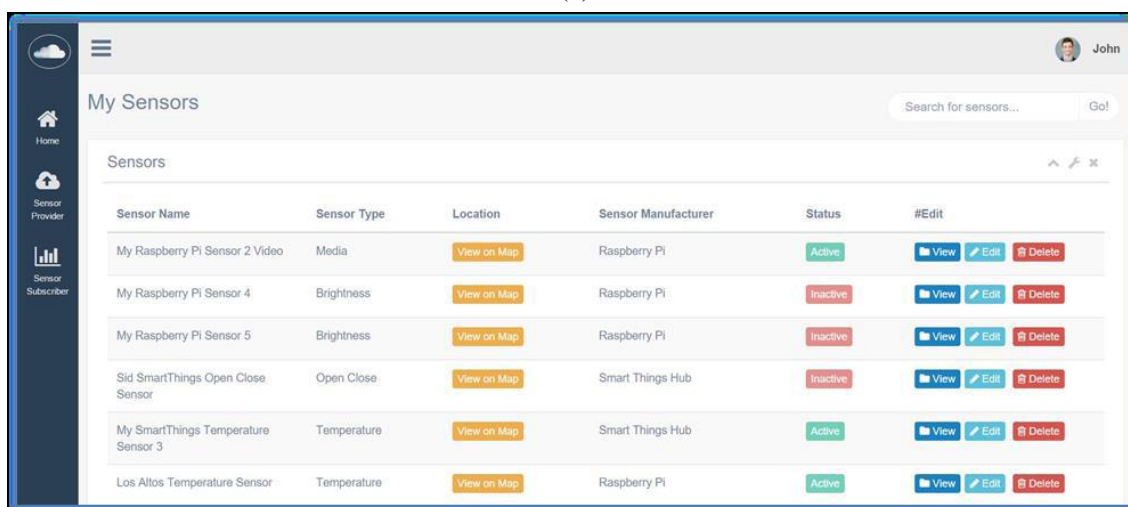 John
My Sensors
Search for sensors... Go!
Home
Sensor
Provider
Sensor
Subscriber
Sensors
Sensor Name Sensor Type Location Sensor Manufacturer Status #Edit
My Raspberry Pi Sensor 2 Video Media View on Map Raspberry Pi Active View Edit Delete
My Raspberry Pi Sensor 4 Brightness View on Map Raspberry Pi Inactive View Edit Delete
My Raspberry Pi Sensor 5 Brightness View on Map Raspberry Pi Inactive View Edit Delete
Sid SmartThings Open Close Open Close View on Map Smart Things Hub Inactive View Edit Delete
Sensor
My SmartThings Temperature Temperature View on Map Smart Things Hub Active View Edit Delete
Sensor 3
Los Altos Temperature Sensor Temperature View on Map Raspberry Pi Active View Edit Delete